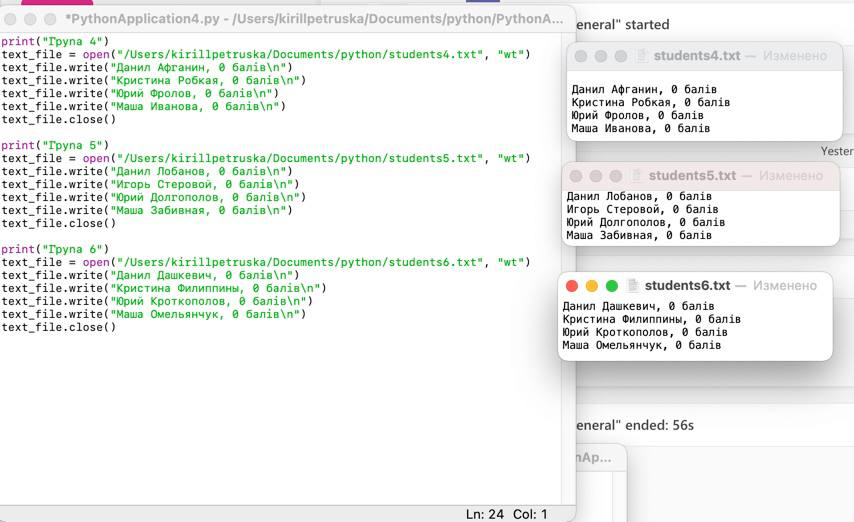 *PythonApplication4.py - /Users/kirillpetruska/Documents/python/PythonA...
print("Група 4")
text_file = open("/Users/kirillpetruska/Documents/python/students4.txt", "wt")
text_file.write("Данил Афганин, 0 балів\n")
text_file.write("Кристина Робкая, 0 балів\n")
text_file.write("Юрий Фролов, 0 балів\n")
text_file.write("Маша Иванова, 0 балів\n")
text_file.close()
print("Група 5")
text_file = open("/Users/kirillpetruska/Documents/python/students5.txt", "wt")
text_file.write("Данил Лобанов, 0 балів\n")
text_file.write("Игорь Стеровой, 0 балів\n")
text_file.write("Юрий Долгополов, 0 балів\n")
text_file.write("Маша Забивная, 0 балів\n")
text_file.close()
print("Група 6")
text_file = open("/Users/kirillpetruska/Documents/python/students6.txt", "wt")
text_file.write("Данил Дашкевич, 0 балів\n")
text_file.write("Кристина Филиппины, 0 балів\n")
text_file.write("Юрий Кроткополов, 0 балів\n")
text_file.write("Маша Омельянчук, 0 балів\n")
text_file.close()
Ln: 24 Col: 1
eneral" started
students4.txt — Изменено
Данил Афганин, 0 балів
Кристина Робкая, 0 балів
Юрий Фролов, 0 балів
Маша Иванова, 0 балів
Yester
students5.txt — Изменено
Данил Лобанов, 0 балів
Игорь Стеровой, 0 балів
Юрий Долгополов, 0 балів
Маша Забивная, 0 балів
students6.txt — Изменено
Данил Дашкевич, 0 балів
Кристина Филиппины, 0 балів
Юрий Кроткополов, 0 балів
Маша Омельянчук, 0 балів
eneral" ended: 56s
nAp...